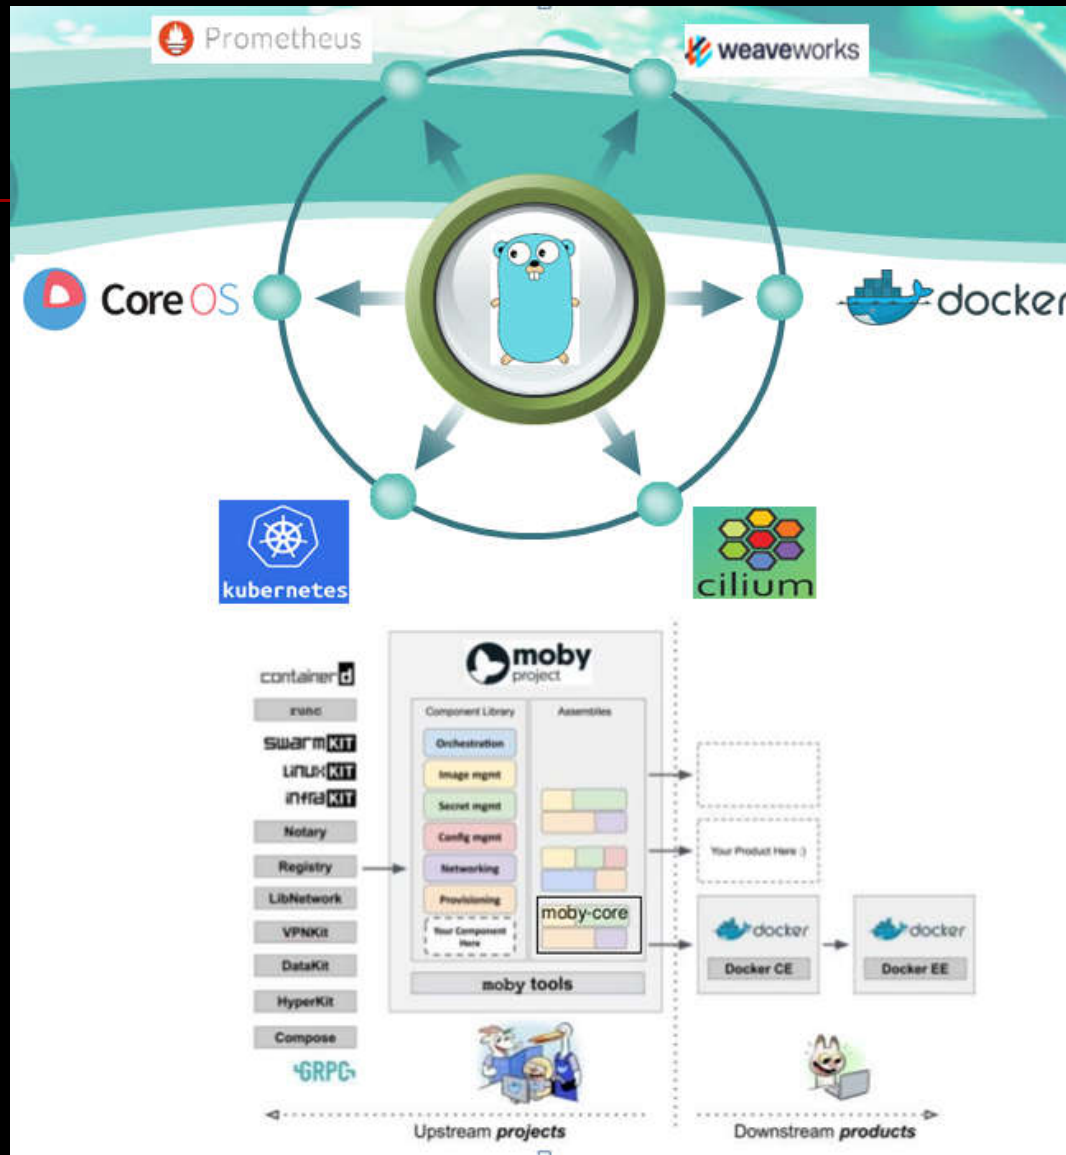 Prometheus
weaveworks
CoreOS
docker
kubernetes
cilium
moby
project
containerd
runc
swarmKIT
LinuxKIT
infraKIT
Notary
Registry
LibNetwork
VPNKit
DataKit
HyperKit
Compose
GRPC
Component Library
Assemblies
Orchestration
Image mgmt
Secret mgmt
Config mgmt
Networking
Provisioning
Your Component
Here
moby-core
moby tools
Your Product Here :)
docker
Docker CE
docker
Docker EE
Upstream projects
Downstream products